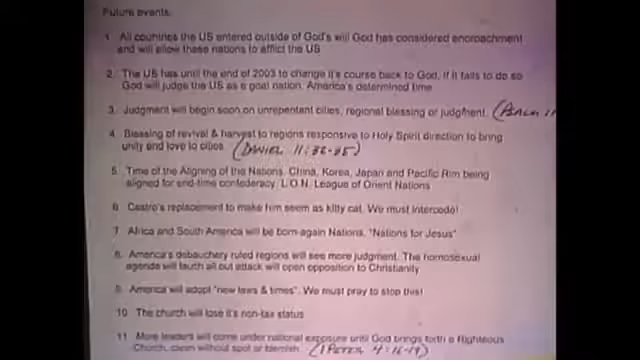 Future events:
1 All countries the US entered outside of God's will God has considered encroachment
and will allow these nations to afflict the US
2. The US has until the end of 2003 to change it's course back to God. If it fails to do so
God will judge the US as a goat nation. America's determined time
3. Judgment will begin soon on unrepentant cities, regional blessing or judgment. (PSALM
4. Blessing of revival & harvest to regions responsive to Holy Spirit direction to bring
unity and love to cities (DANIEL 11:32-35)
5. Time of the Aligning of the Nations. China, Korea, Japan and Pacific Rim being
aligned for end-time confederacy. L.O.N. League of Orient Nations
6 Castro's replacement to make him seem as kitty cat. We must intercede!
7. Africa and South America will be born-again Nations. "Nations for Jesus"
8. America's debauchery ruled regions will see more judgment. The homosexual
agenda will all out attack will open opposition to Christianity
9. America will adopt "new laws & times". We must pray to stop this!
10 The church will lose it's non-tax status
11 More leaders will come under national exposure until God brings forth a Righteous
Church, clean without spot or blemish. (1 PETER 4:16-19)